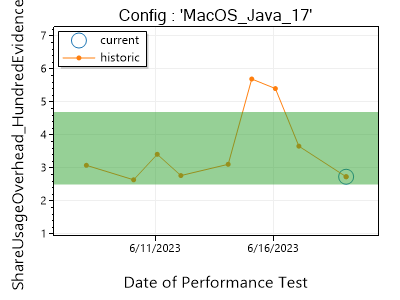 Config : 'MacOS_Java_17'
ShareUsageOverhead_HundredEvidence
current
historic
7
6
5
4
3
2
1
6/11/2023
6/16/2023
Date of Performance Test